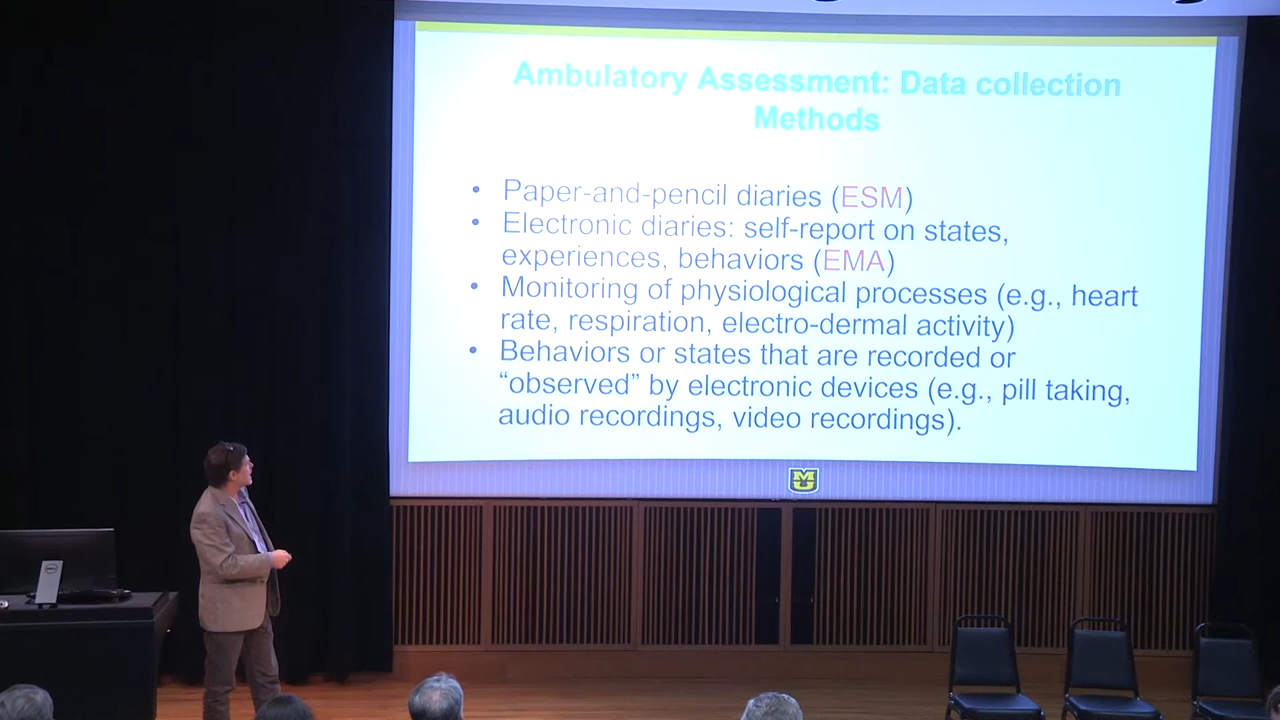 Ambulatory Assessment: Data collection
Methods
• Paper-and-pencil diaries (ESM)
• Electronic diaries: self-report on states,
experiences, behaviors (EMA)
• Monitoring of physiological processes (e.g., heart
rate, respiration, electro-dermal activity)
• Behaviors or states that are recorded or
“observed” by electronic devices (e.g., pill taking,
audio recordings, video recordings).
MU
DELL